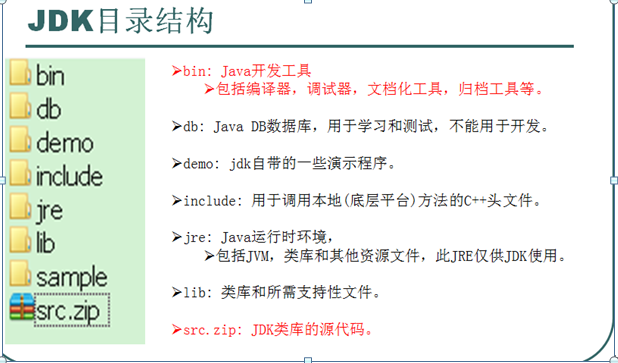 JDK目录结构
bin
db
demo
include
jre
lib
sample
src.zip
➢bin: Java开发工具
➢包括编译器，调试器，文档化工具，归档工具等。
➢db: Java DB数据库，用于学习和测试，不能用于开发。
➢demo: jdk自带的一些演示程序。
➢include: 用于调用本地(底层平台)方法的C++头文件。
➢jre: Java运行时环境，
➢包括JVM，类库和其他资源文件，此JRE仅供JDK使用。
➢lib: 类库和所需支持性文件。
➢src.zip: JDK类库的源代码。